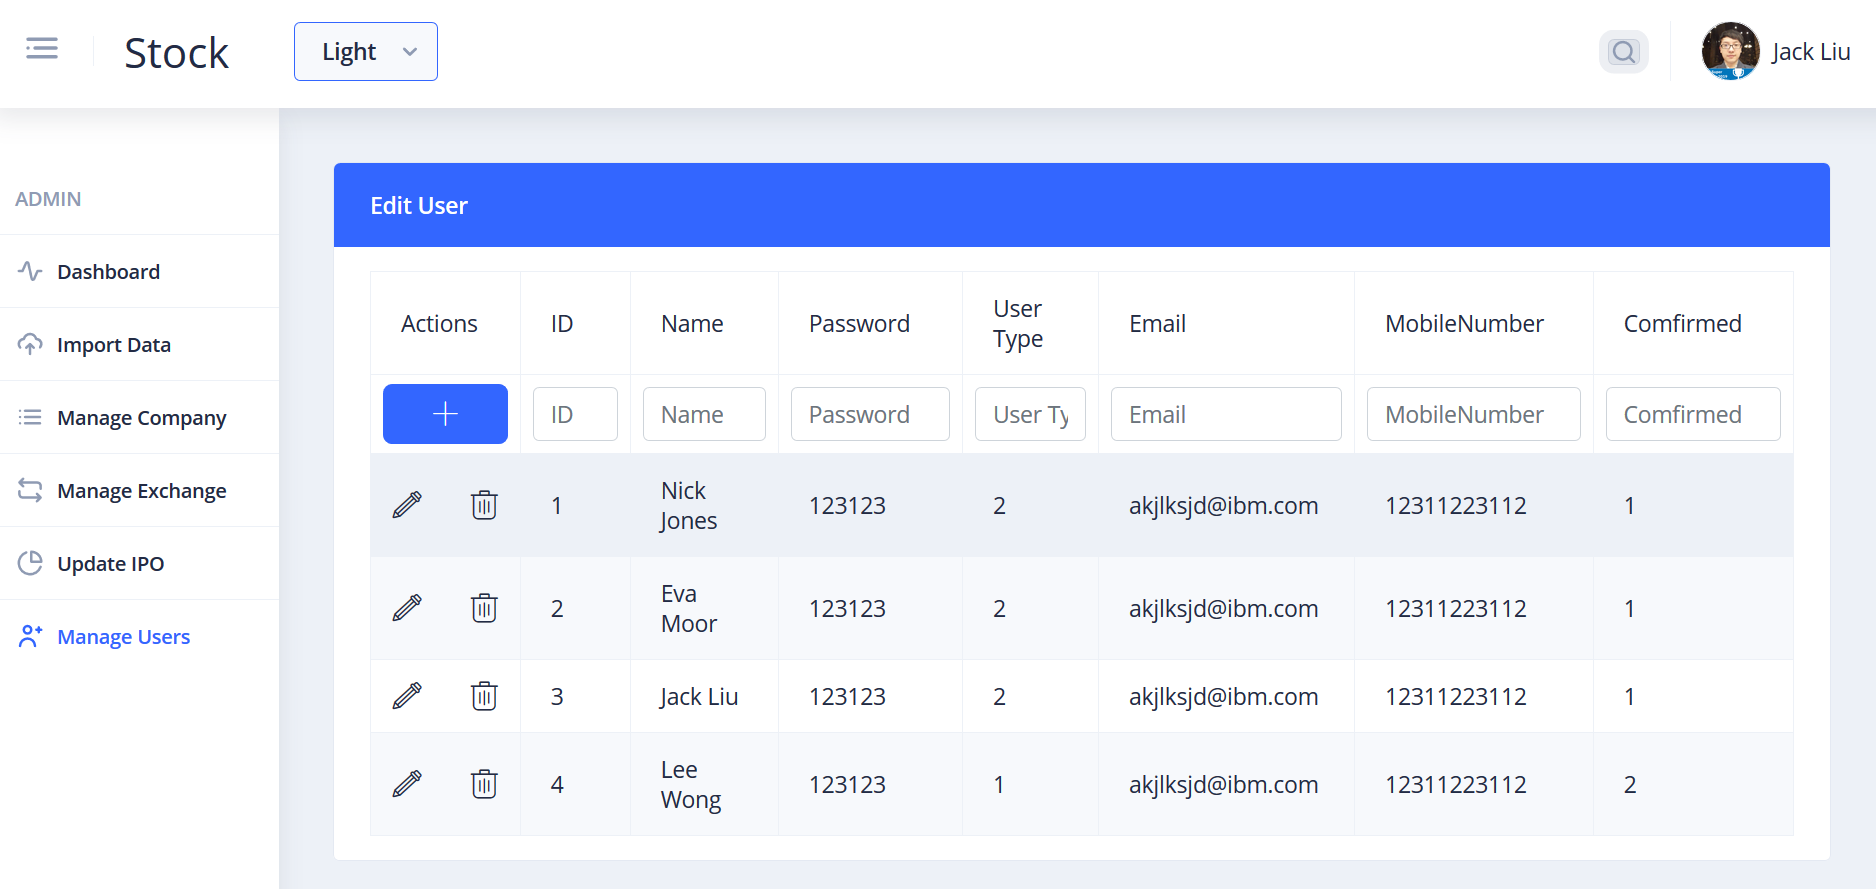 Stock
Light
Jack Liu
ADMIN
Dashboard
Import Data
Manage Company
Manage Exchange
Update IPO
Manage Users
Edit User
Actions ID Name Password User Type Email MobileNumber Comfirmed
ID Name Password User Ty Email MobileNumber Comfirmed
1 Nick Jones 123123 2 akjlksjd@ibm.com 12311223112 1
2 Eva Moor 123123 2 akjlksjd@ibm.com 12311223112 1
3 Jack Liu 123123 2 akjlksjd@ibm.com 12311223112 1
4 Lee Wong 123123 1 akjlksjd@ibm.com 12311223112 2